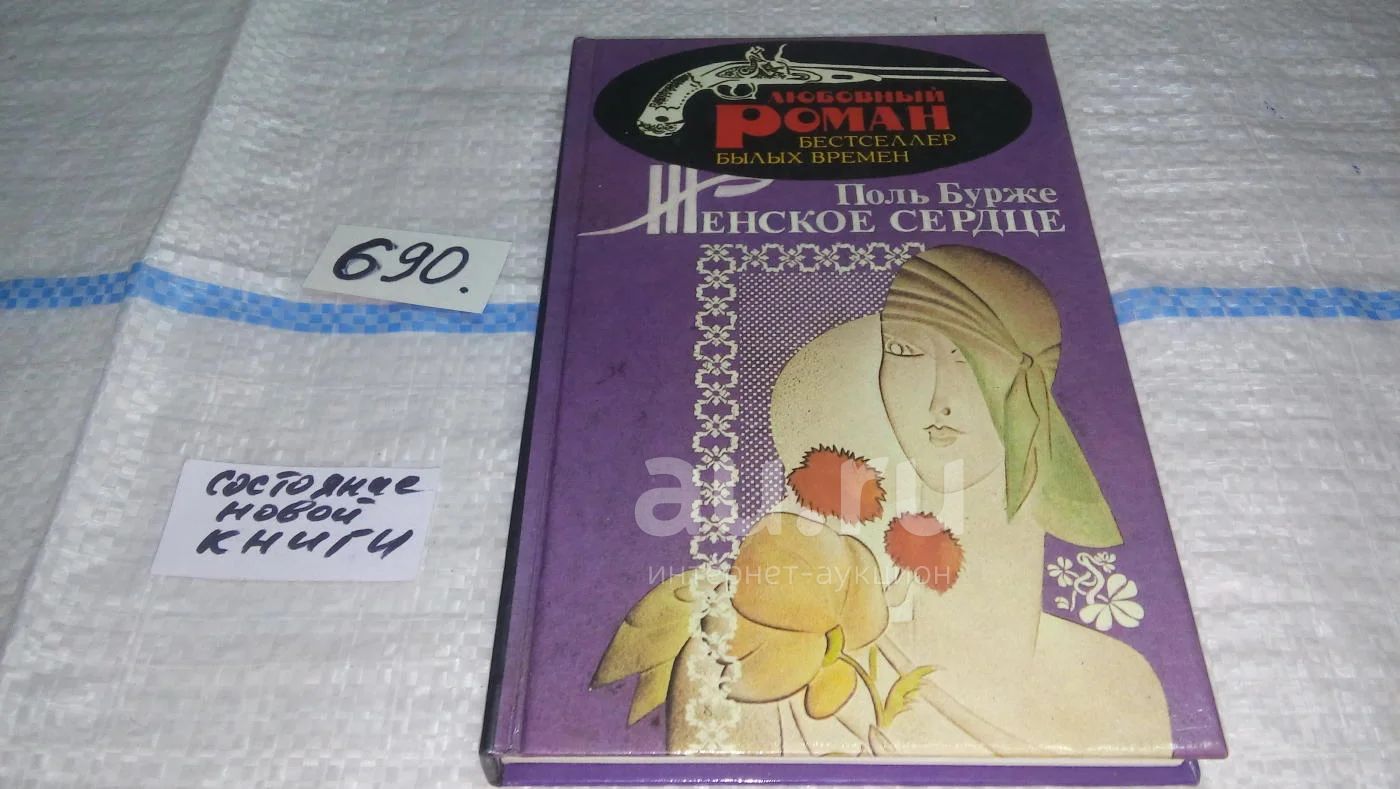 ЛЮБОВНЫЙ
РОМАН
БЕСТСЕЛЛЕР
БЫЛЫХ ВРЕМЕН
Поль Бурже
ЖЕНСКОЕ СЕРДЦЕ
690.
состояние
новой
книги
au.ru
интернет-аукцион